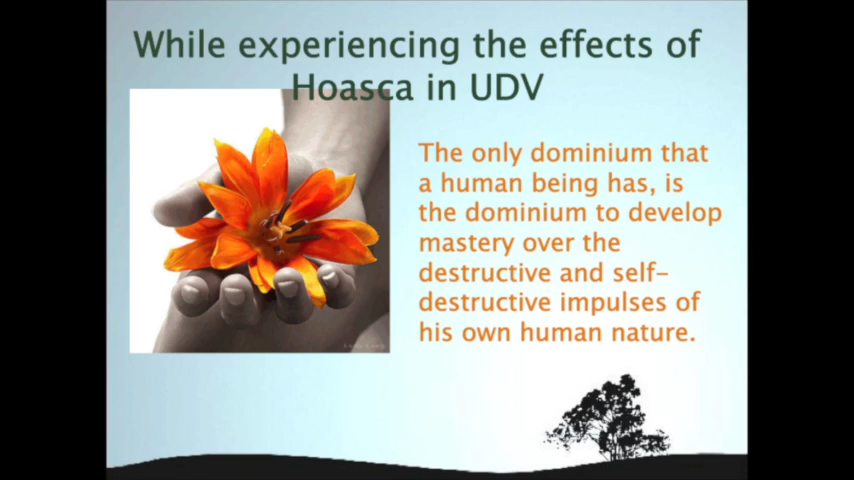 While experiencing the effects of
Hoasca in UDV
The only dominium that
a human being has, is
the dominium to develop
mastery over the
destructive and self-
destructive impulses of
his own human nature.